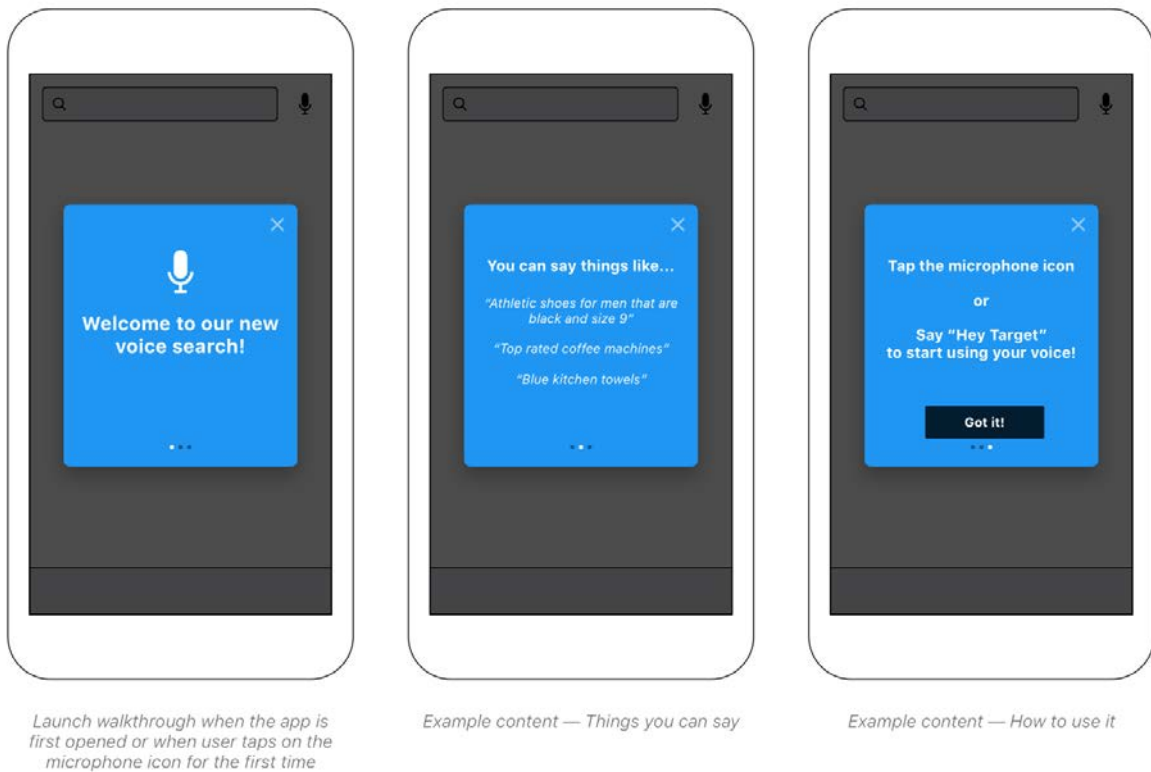 Welcome to our new
voice search!
You can say things like...
“Athletic shoes for men that are
black and size 9”
“Top rated coffee machines”
“Blue kitchen towels”
Tap the microphone icon
or
Say “Hey Target”
to start using your voice!
Got it!
Launch walkthrough when the app is
first opened or when user taps on the
microphone icon for the first time
Example content — Things you can say
Example content — How to use it